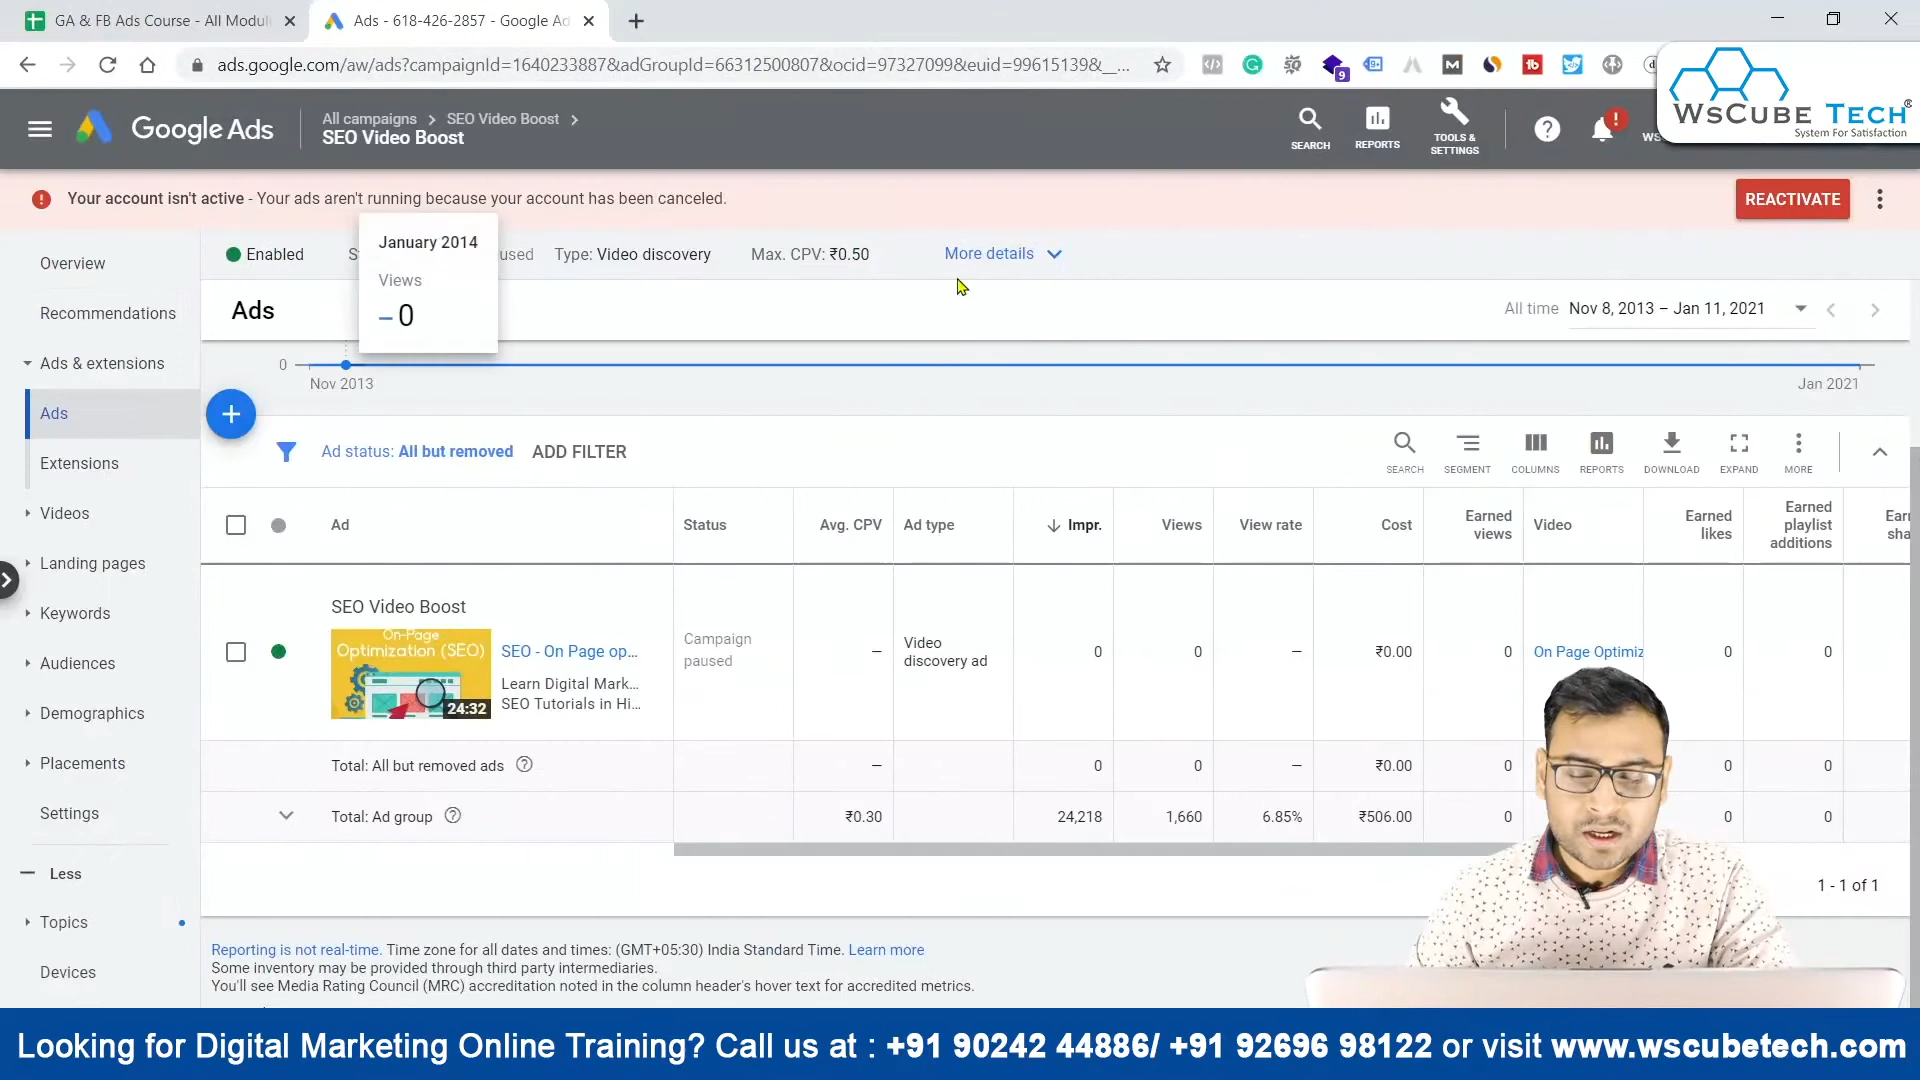 GA & FB Ads Course - All Modul
Ads - 618-426-2857 - Google Ad
ads.google.com/aw/ads?campaignId=1640233887&adGroupId=66312500807&ocid=97327099&euid=99615139&__...
9
WsCube Tech®
System For Satisfaction
Google Ads
All campaigns > SEO Video Boost >
SEO Video Boost
SEARCH
REPORTS
TOOLS &
SETTINGS
Your account isn't active - Your ads aren't running because your account has been canceled.
REACTIVATE
Enabled
used
Type: Video discovery
Max. CPV: ₹0.50
More details
January 2014
Views
– 0
Ads
All time
Nov 8, 2013 – Jan 11, 2021
0
Nov 2013
Jan 2021
Overview
Recommendations
Ads & extensions
Ads
Extensions
Videos
Landing pages
Keywords
Audiences
Demographics
Placements
Settings
Less
Topics
Devices
Ad status: All but removed
ADD FILTER
SEARCH
SEGMENT
COLUMNS
REPORTS
DOWNLOAD
EXPAND
MORE
Ad
Status
Avg. CPV
Ad type
Impr.
Views
View rate
Cost
Earned views
Video
Earned likes
Earned playlist additions
SEO Video Boost
On-Page
Optimization (SEO)
24:32
SEO - On Page op...
Learn Digital Mark...
SEO Tutorials in Hi...
Campaign paused
—
Video discovery ad
0
0
—
₹0.00
0
On Page Optimiz
0
0
Total: All but removed ads
—
0
0
—
₹0.00
0
0
0
Total: Ad group
₹0.30
24,218
1,660
6.85%
₹506.00
0
0
0
1 - 1 of 1
Reporting is not real-time. Time zone for all dates and times: (GMT+05:30) India Standard Time. Learn more
Some inventory may be provided through third party intermediaries.
You'll see Media Rating Council (MRC) accreditation noted in the column header's hover text for accredited metrics.
Looking for Digital Marketing Online Training? Call us at : +91 90242 44886/ +91 92696 98122 or visit www.wscubetech.com